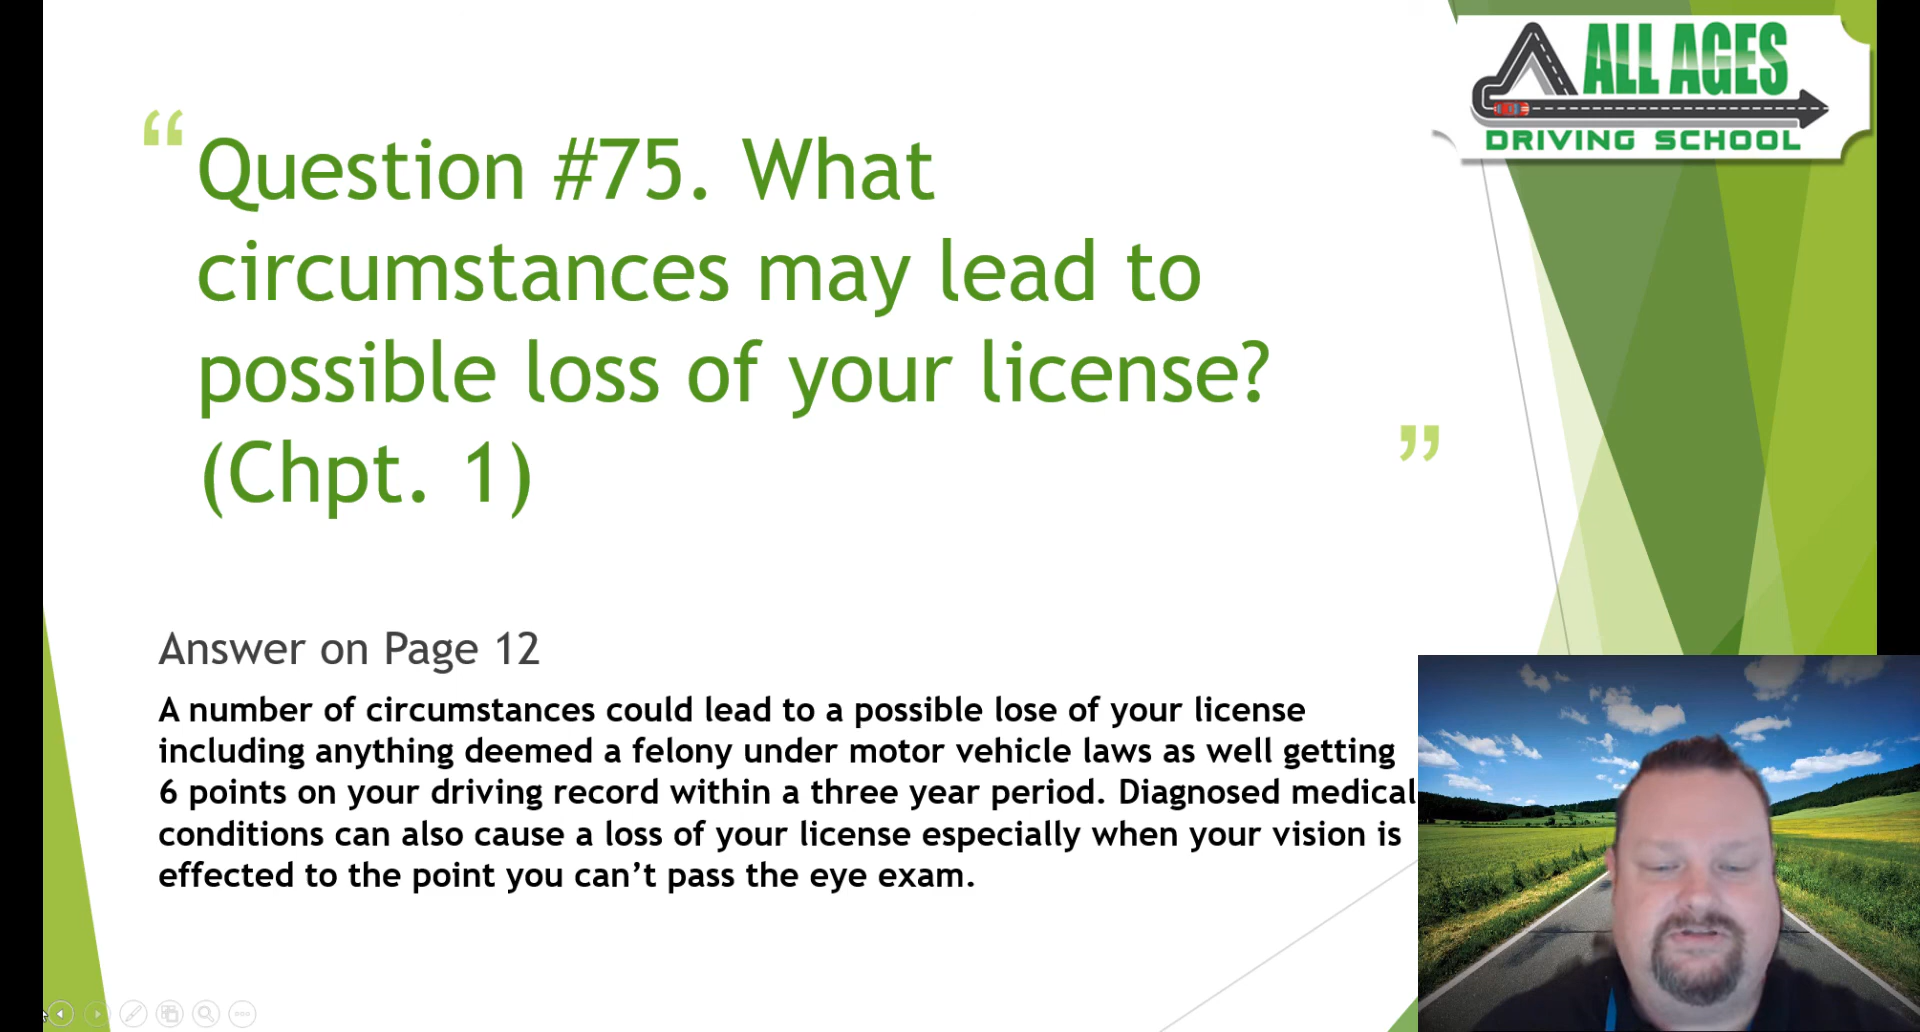 ALL AGES
DRIVING SCHOOL
“ Question #75. What
circumstances may lead to
possible loss of your license?
(Chpt. 1) ”
Answer on Page 12
A number of circumstances could lead to a possible lose of your license
including anything deemed a felony under motor vehicle laws as well getting
6 points on your driving record within a three year period. Diagnosed medical
conditions can also cause a loss of your license especially when your vision is
effected to the point you can’t pass the eye exam.